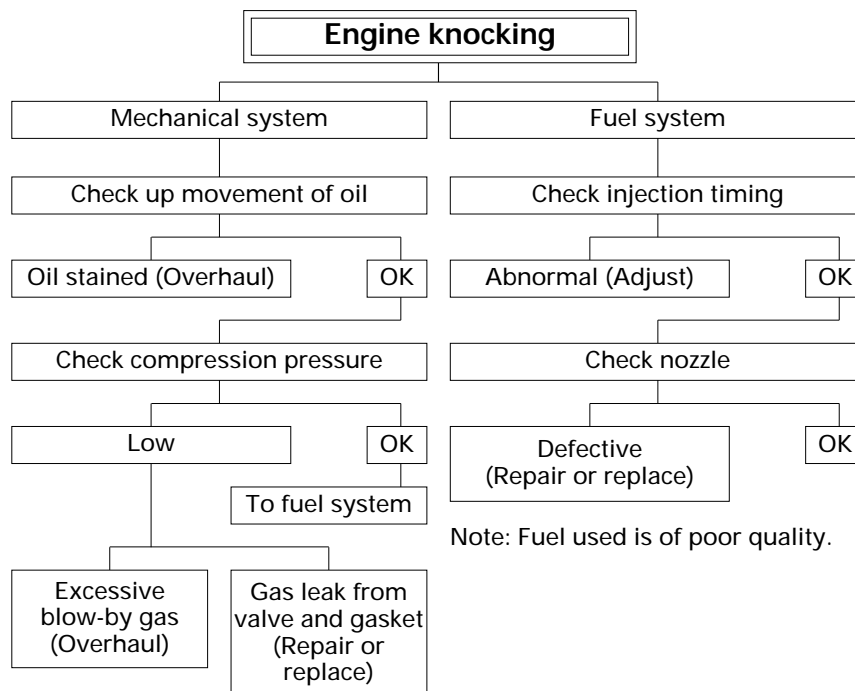 Engine knocking
Mechanical system
Fuel system
Check up movement of oil
Check injection timing
Oil stained (Overhaul)
OK
Abnormal (Adjust)
OK
Check compression pressure
Check nozzle
Low
OK
Defective
(Repair or replace)
OK
To fuel system
Note: Fuel used is of poor quality.
Excessive
blow-by gas
(Overhaul)
Gas leak from
valve and gasket
(Repair or
replace)